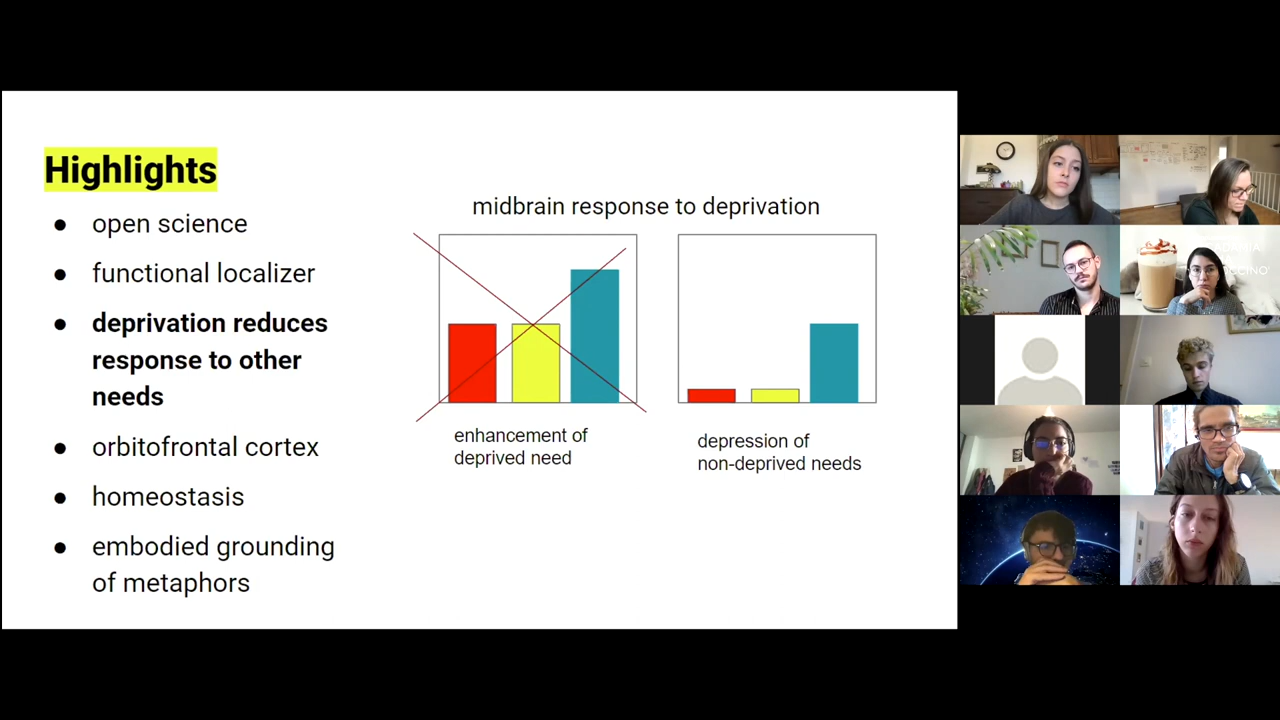 Highlights
● open science
● functional localizer
● deprivation reduces
response to other
needs
● orbitofrontal cortex
● homeostasis
● embodied grounding
of metaphors
midbrain response to deprivation
enhancement of
deprived need
depression of
non-deprived needs